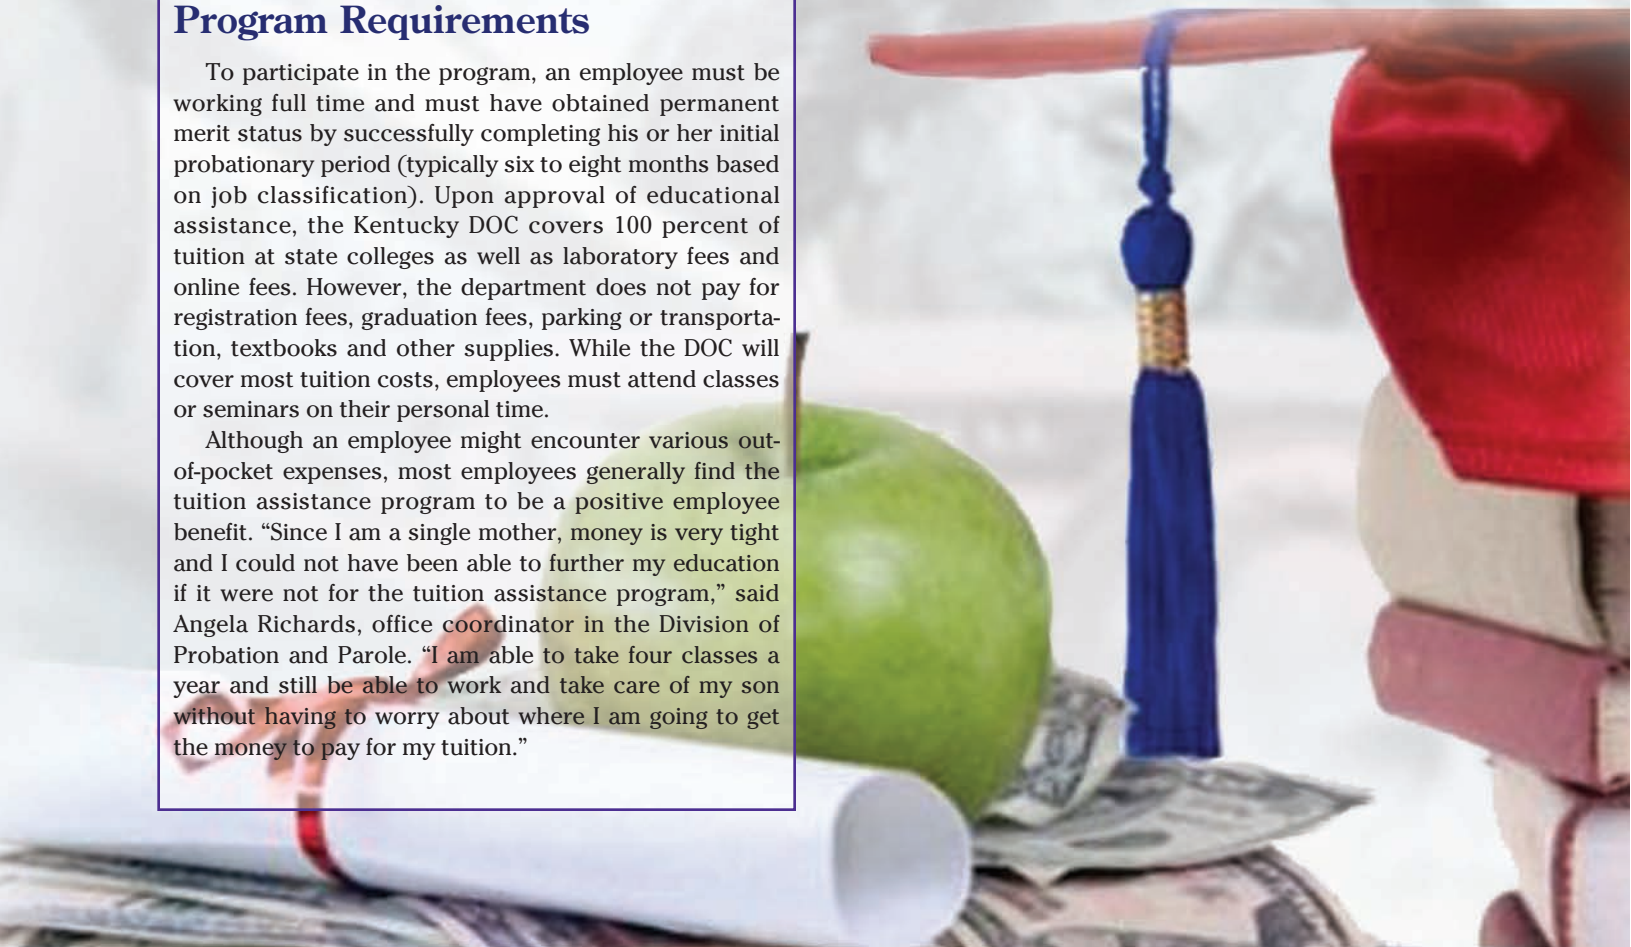 Program Requirements
To participate in the program, an employee must be
working full time and must have obtained permanent
merit status by successfully completing his or her initial
probationary period (typically six to eight months based
on job classification). Upon approval of educational
assistance, the Kentucky DOC covers 100 percent of
tuition at state colleges as well as laboratory fees and
online fees. However, the department does not pay for
registration fees, graduation fees, parking or transporta-
tion, textbooks and other supplies. While the DOC will
cover most tuition costs, employees must attend classes
or seminars on their personal time.
Although an employee might encounter various out-
of-pocket expenses, most employees generally find the
tuition assistance program to be a positive employee
benefit. “Since I am a single mother, money is very tight
and I could not have been able to further my education
if it were not for the tuition assistance program,” said
Angela Richards, office coordinator in the Division of
Probation and Parole. “I am able to take four classes a
year and still be able to work and take care of my son
without having to worry about where I am going to get
the money to pay for my tuition.”